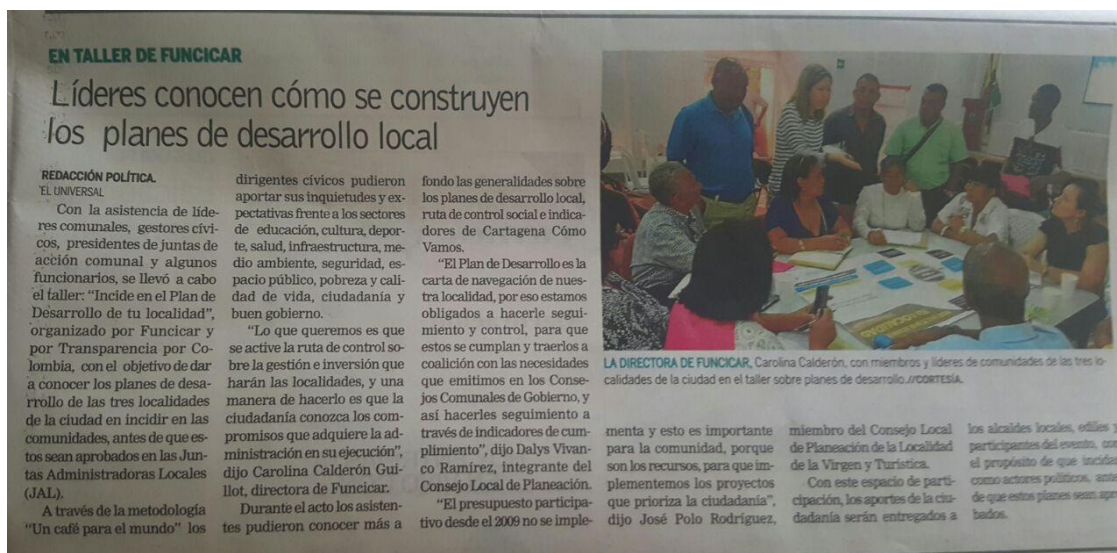 EN TALLER DE FUNCICAR
Líderes conocen cómo se construyen
los planes de desarrollo local
REDACCIÓN POLÍTICA.
EL UNIVERSAL
Con la asistencia de líde-
res comunales, gestores cívi-
cos, presidentes de juntas de
acción comunal y algunos
funcionarios, se llevó a cabo
el taller: “Incide en el Plan de
Desarrollo de tu localidad”,
organizado por Funcicar y
por Transparencia por Co-
lombia, con el objetivo de dar
a conocer los planes de desa-
rrollo de las tres localidades
de la ciudad en incidir en las
comunidades, antes de que es-
tos sean aprobados en las Jun-
tas Administradoras Locales
(JAL).
A través de la metodología
"Un café para el mundo" los
dirigentes cívicos pudieron
aportar sus inquietudes y ex-
pectativas frente a los sectores
de educación, cultura, depor-
te, salud, infraestructura, me-
dio ambiente, seguridad, es-
pacio público, pobreza y cali-
dad de vida, ciudadanía y
buen gobierno.
"Lo que queremos es que
se active la ruta de control so-
bre la gestión e inversión que
harán las localidades, y una
manera de hacerlo es que la
ciudadanía conozca los com-
promisos que adquiere la ad-
ministración en su ejecución",
dijo Carolina Calderón Gui-
llot, directora de Funcicar.
Durante el acto los asisten-
tes pudieron conocer más a
fondo las generalidades sobre
los planes de desarrollo local,
ruta de control social e indica-
dores de Cartagena Cómo
Vamos.
"El Plan de Desarrollo es la
carta de navegación de nues-
tra localidad, por eso estamos
obligados a hacerle segui-
miento y control, para que
estos se cumplan y traerlos a
coalición con las necesidades
que emitimos en los Conse-
jos Comunales de Gobierno, y
así hacerles seguimiento a
través de indicadores de cum-
plimiento", dijo Dalys Vivan-
co Ramírez, integrante del
Consejo Local de Planeación.
"El presupuesto participa-
tivo desde el 2009 no se imple-
LA DIRECTORA DE FUNCICAR, Carolina Calderón, con miembros y líderes de comunidades de las tres lo-
calidades de la ciudad en el taller sobre planes de desarrollo.//CORTESÍA.
menta y esto es importante
para la comunidad, porque
son los recursos, para que im-
plementemos los proyectos
que prioriza la ciudadanía",
dijo José Polo Rodríguez,
miembro del Consejo Local
de Planeación de la Localidad
de la Virgen y Turística.
Con este espacio de parti-
cipación, los aportes de la ciu-
dadanía serán entregados a
los alcaldes locales, ediles y
participantes del evento, con
el propósito de que incidan
como actores políticos, antes
de que estos planes sean apro-
bados.